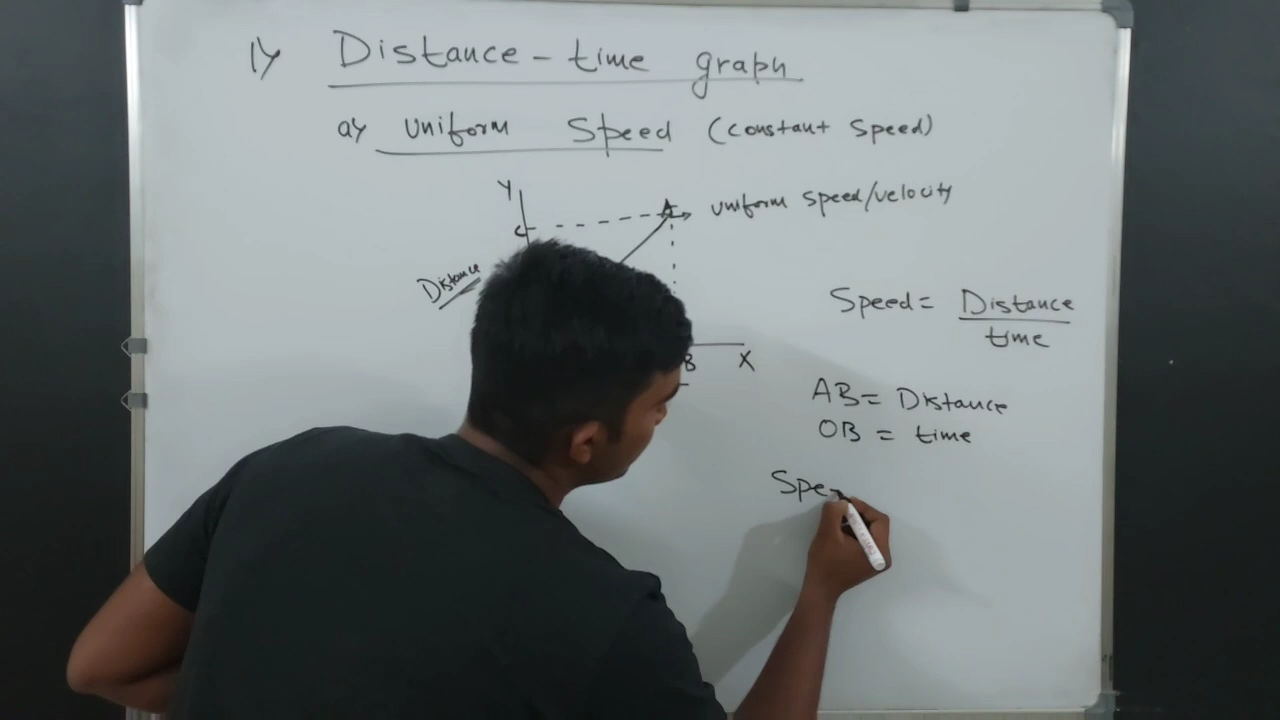 1) Distance - time graph
a) uniform speed (constant speed)
Y
C
A
uniform speed/velocity
Distance
Speed = Distance
time
B
X
AB = Distance
OB = time
Spe